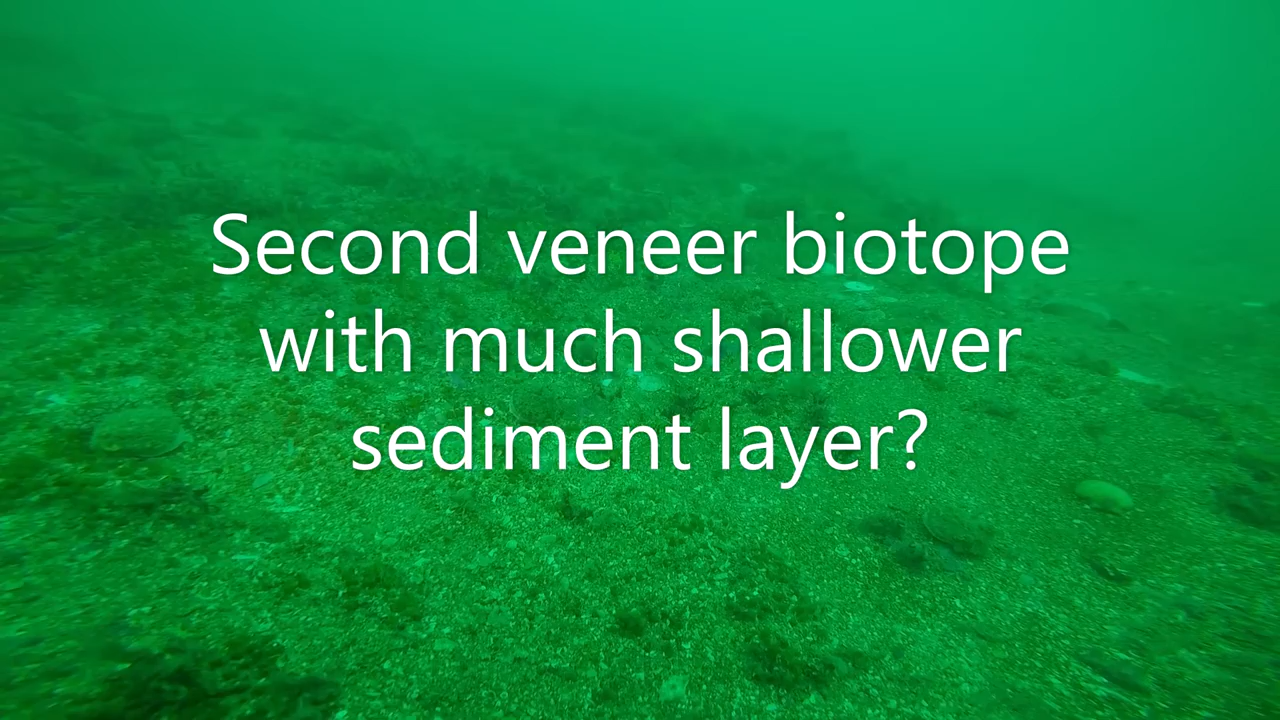 Second veneer biotope
with much shallower
sediment layer?